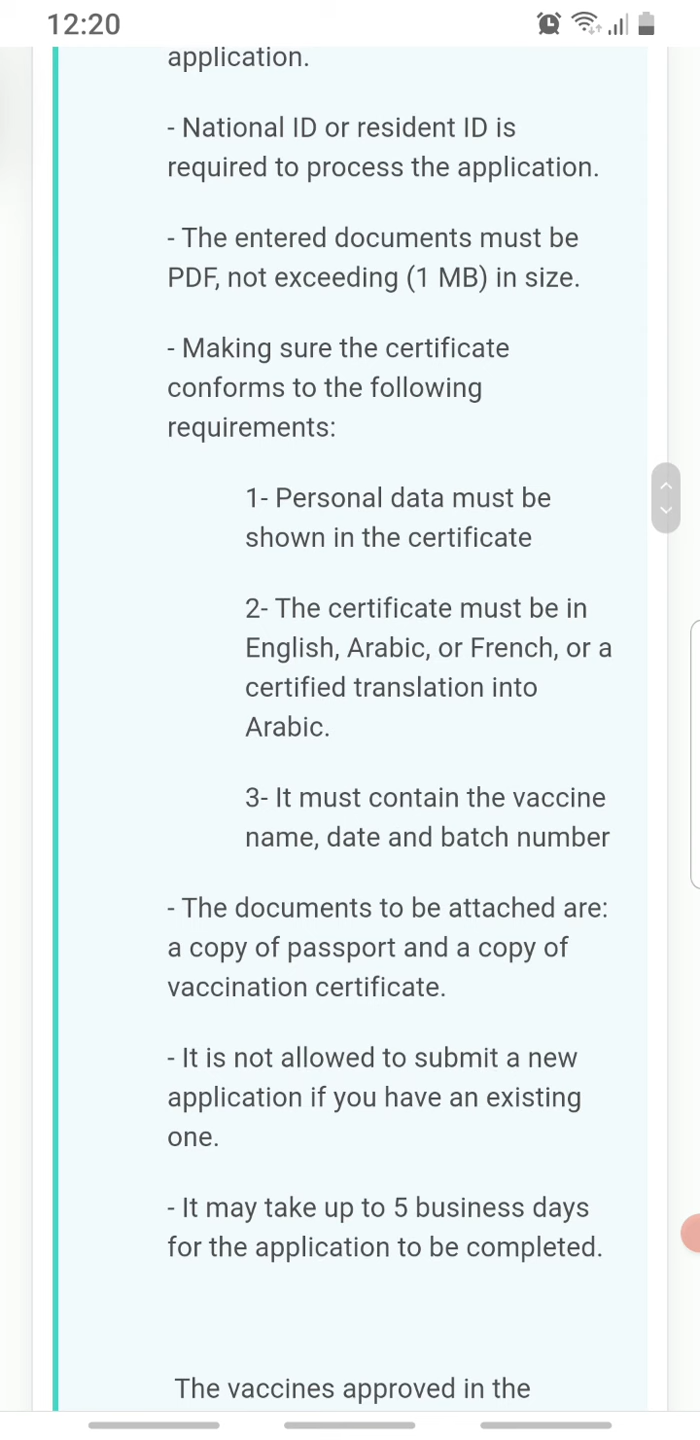 12:20
application.
- National ID or resident ID is
required to process the application.
- The entered documents must be
PDF, not exceeding (1 MB) in size.
- Making sure the certificate
conforms to the following
requirements:
1- Personal data must be
shown in the certificate
2- The certificate must be in
English, Arabic, or French, or a
certified translation into
Arabic.
3- It must contain the vaccine
name, date and batch number
- The documents to be attached are:
a copy of passport and a copy of
vaccination certificate.
- It is not allowed to submit a new
application if you have an existing
one.
- It may take up to 5 business days
for the application to be completed.
The vaccines approved in the